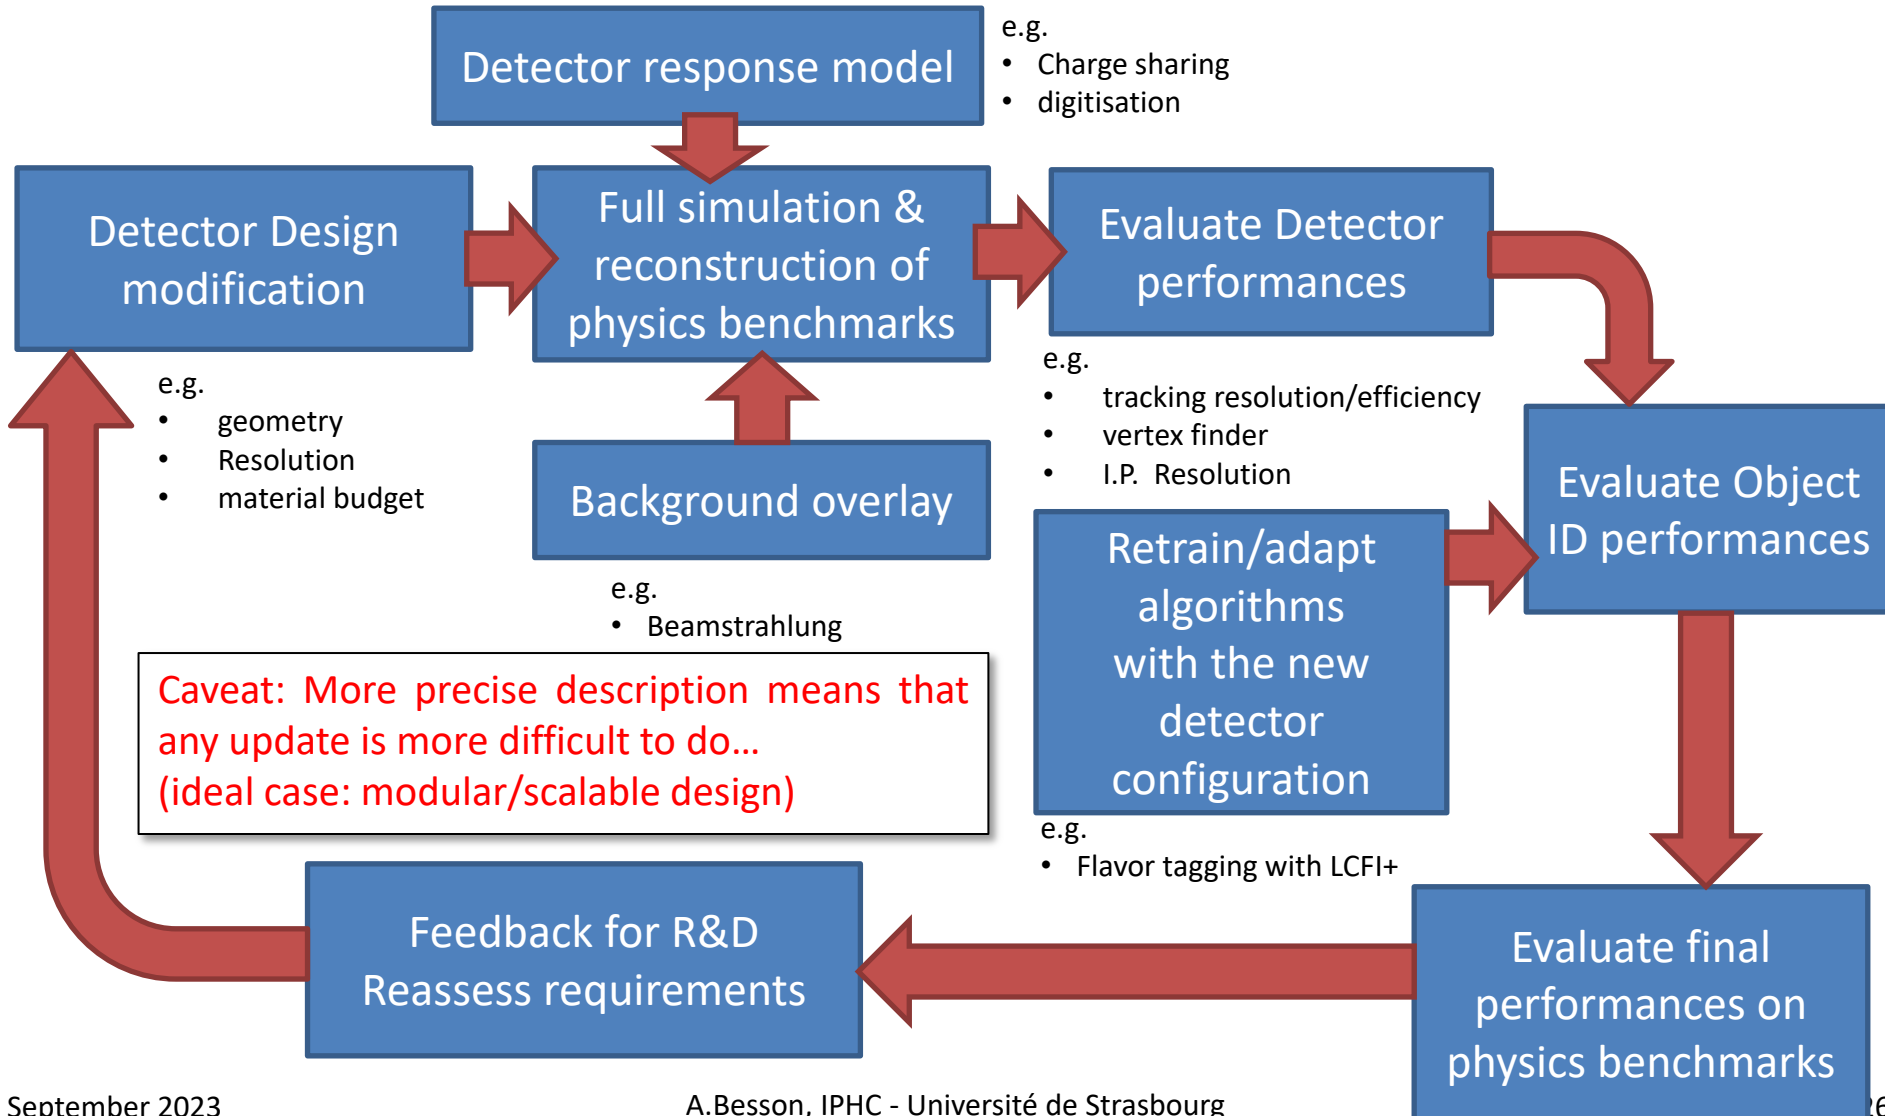 Detector response model
e.g.
• Charge sharing
• digitisation
Detector Design
modification
Full simulation &
reconstruction of
physics benchmarks
Evaluate Detector
performances
e.g.
• geometry
• Resolution
• material budget
e.g.
• tracking resolution/efficiency
• vertex finder
• I.P. Resolution
Background overlay
e.g.
• Beamstrahlung
Evaluate Object
ID performances
Retrain/adapt
algorithms
with the new
detector
configuration
e.g.
• Flavor tagging with LCFI+
Caveat: More precise description means that
any update is more difficult to do…
(ideal case: modular/scalable design)
Feedback for R&D
Reassess requirements
Evaluate final
performances on
physics benchmarks
September 2023
A.Besson, IPHC - Université de Strasbourg